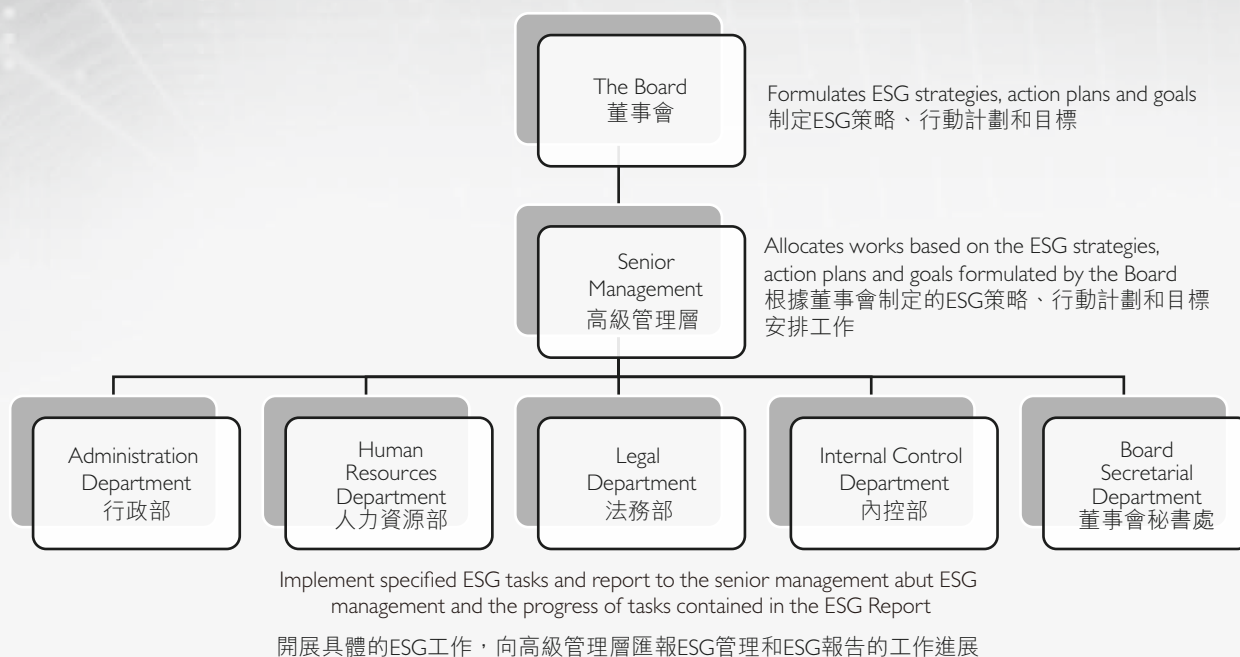 The Board
董事會
Formulates ESG strategies, action plans and goals
制定ESG策略、行動計劃和目標
Senior
Management
高級管理層
Allocates works based on the ESG strategies,
action plans and goals formulated by the Board
根據董事會制定的ESG策略、行動計劃和目標
安排工作
Administration
Department
行政部
Human
Resources
Department
人力資源部
Legal
Department
法務部
Internal Control
Department
內控部
Board
Secretarial
Department
董事會秘書處
Implement specified ESG tasks and report to the senior management abut ESG
management and the progress of tasks contained in the ESG Report
開展具體的ESG工作，向高級管理層匯報ESG管理和ESG報告的工作進展